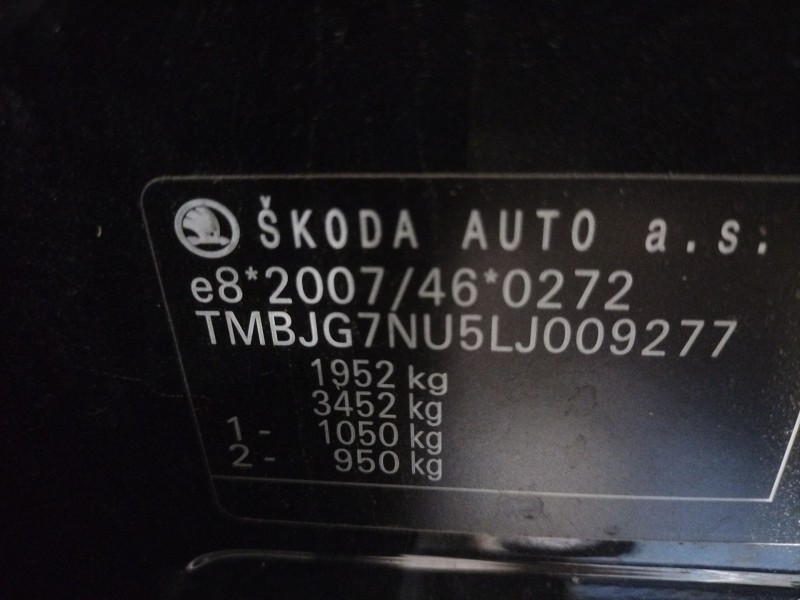 ŠKODA AUTO a.s.
e8*2007/46*0272
TMBJG7NU5LJ009277
1952 kg
3452 kg
1 - 1050 kg
2 - 950 kg